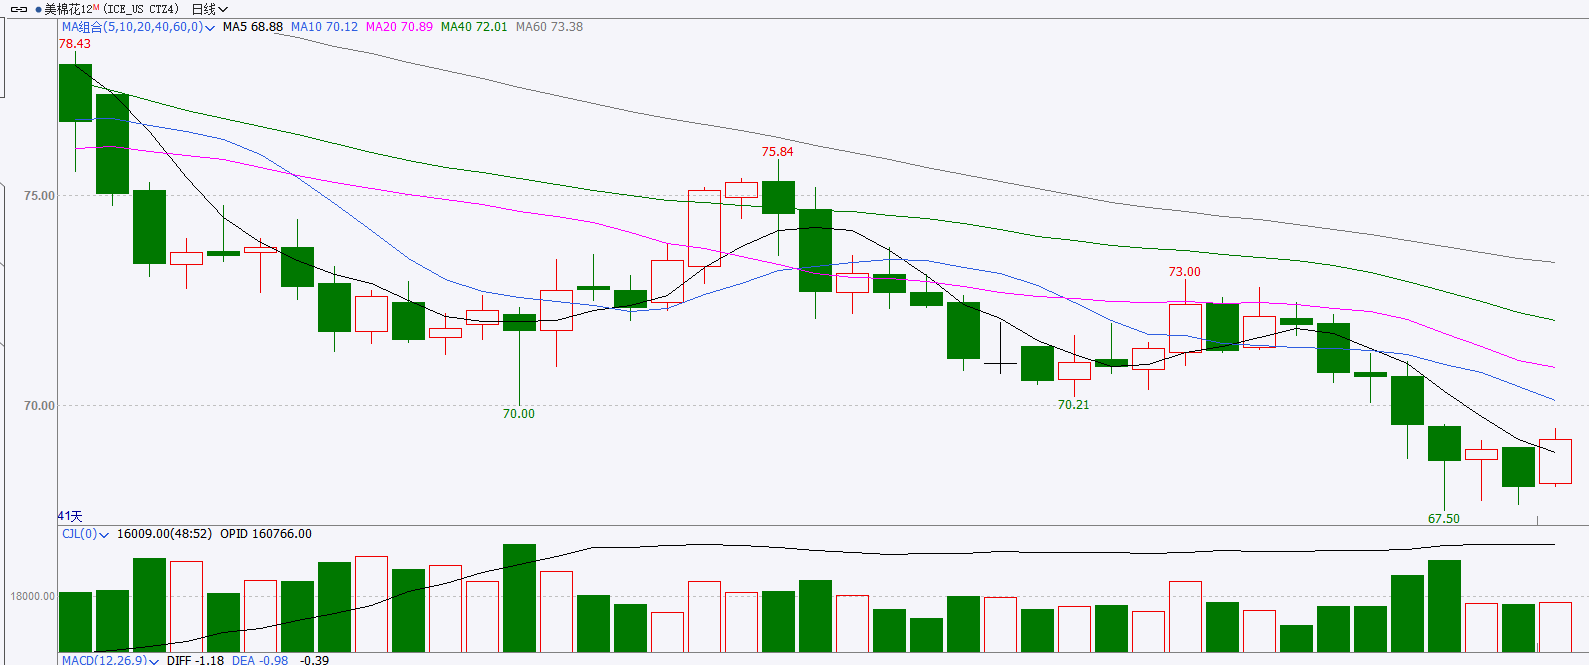 美棉花12M(ICE_US CTZ4) 日线
MA组合(5,10,20,40,60,0) MA5 68.88 MA10 70.12 MA20 70.89 MA40 72.01 MA60 73.38
78.43
75.84
75.00
73.00
70.00
70.00
70.21
67.50
41天
CJL(0) 16009.00(48:52) OPID 160766.00
18000.00
MACD(12,26,9) DIFF -1.18 DEA -0.98 -0.39